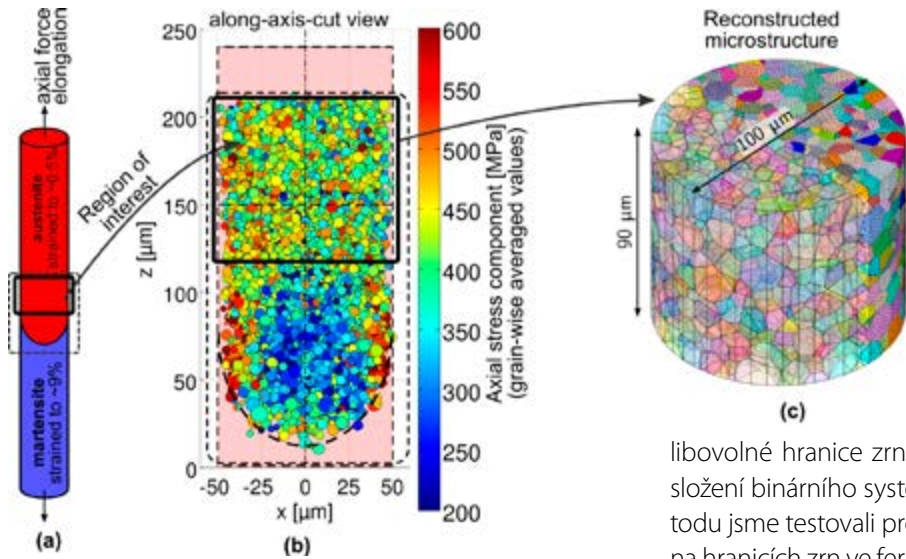 along-axis-cut view
axial force
elongation
austenite
strained to ~0.5%
martensite
strained to ~9%
(a)
Region of
interest
250
200
150
100
50
0
z [µm]
-50 -25 0 25 50
x [µm]
(b)
600
550
500
450
400
350
300
250
200
Axial stress component [MPa]
(grain-wise averaged values)
Reconstructed
microstructure
100 µm
90 µm
(c)
libovolné hranice zrn
složení binárního syst
todu jsme testovali pr
na hranicích zrn ve fer